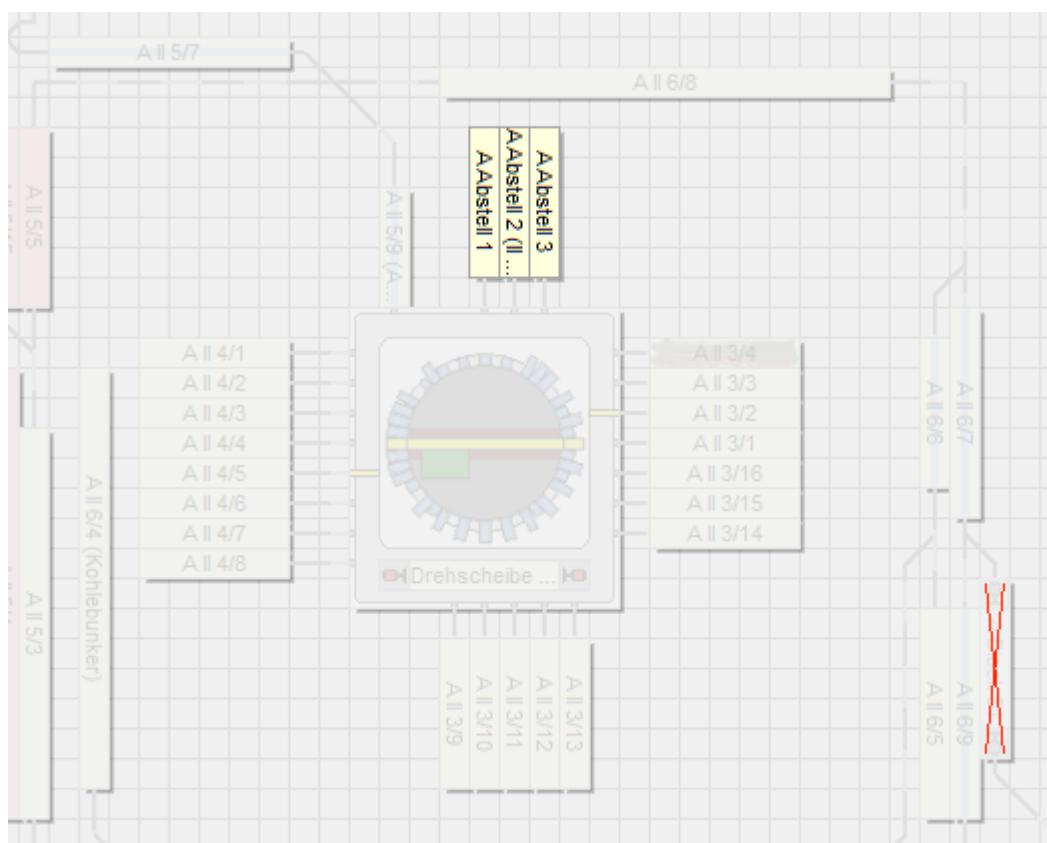 A II 5/7
A II 6/8
A II 5/5
A II 5/9 (A...
A Abstell 1
A Abstell 2 (II ...
A Abstell 3
A II 4/1
A II 4/2
A II 4/3
A II 4/4
A II 4/5
A II 4/6
A II 4/7
A II 4/8
A II 3/4
A II 3/3
A II 3/2
A II 3/1
A II 3/16
A II 3/15
A II 3/14
A II 6/6
A II 6/7
A II 6/4 (Kohlebunker)
Drehscheibe ...
A II 5/3
A II 3/9
A II 3/10
A II 3/11
A II 3/12
A II 3/13
A II 6/5
A II 6/9